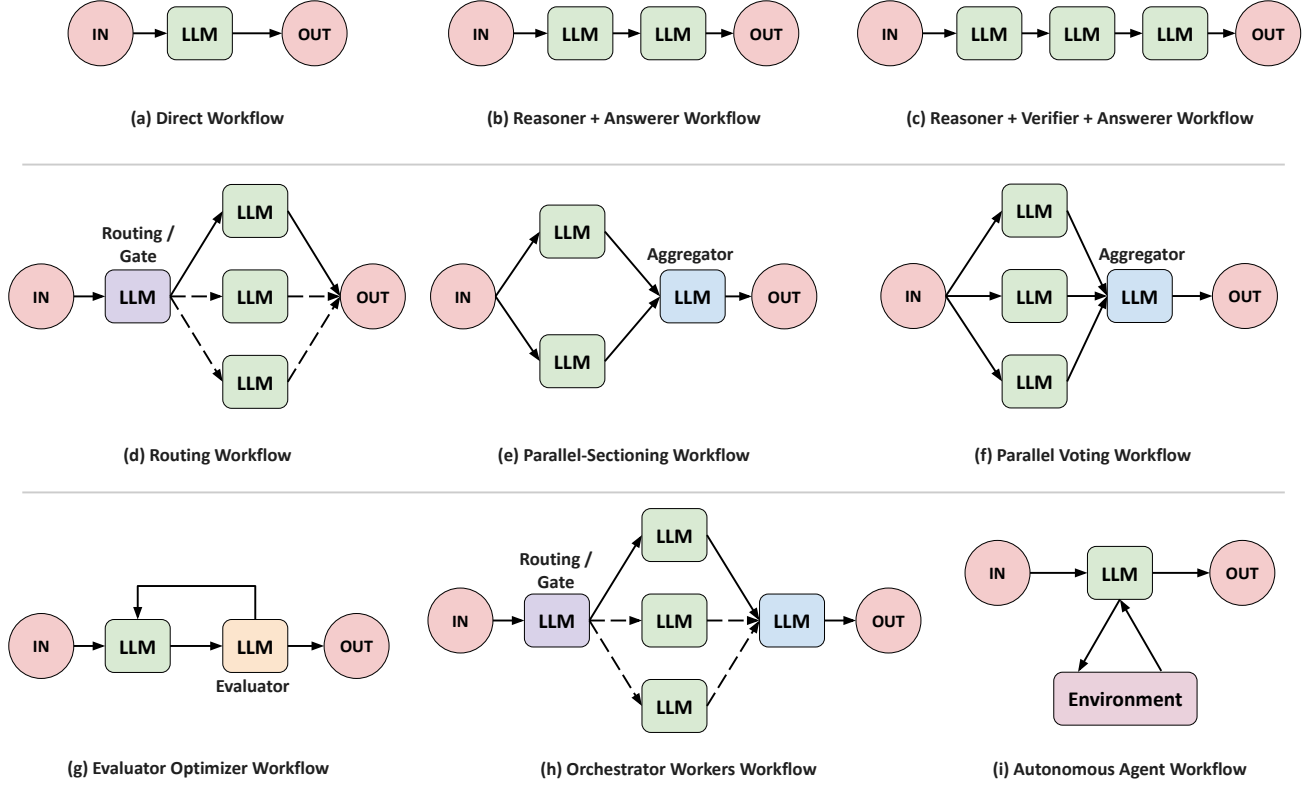 IN
LLM
OUT
(a) Direct Workflow
IN
LLM
LLM
OUT
(b) Reasoner + Answerer Workflow
IN
LLM
LLM
LLM
OUT
(c) Reasoner + Verifier + Answerer Workflow
IN
Routing /
Gate
LLM
LLM
LLM
LLM
OUT
(d) Routing Workflow
IN
LLM
LLM
Aggregator
LLM
OUT
(e) Parallel-Sectioning Workflow
IN
LLM
LLM
LLM
Aggregator
LLM
OUT
(f) Parallel Voting Workflow
IN
LLM
LLM
Evaluator
OUT
(g) Evaluator Optimizer Workflow
IN
Routing /
Gate
LLM
LLM
LLM
LLM
LLM
OUT
(h) Orchestrator Workers Workflow
IN
LLM
OUT
Environment
(i) Autonomous Agent Workflow